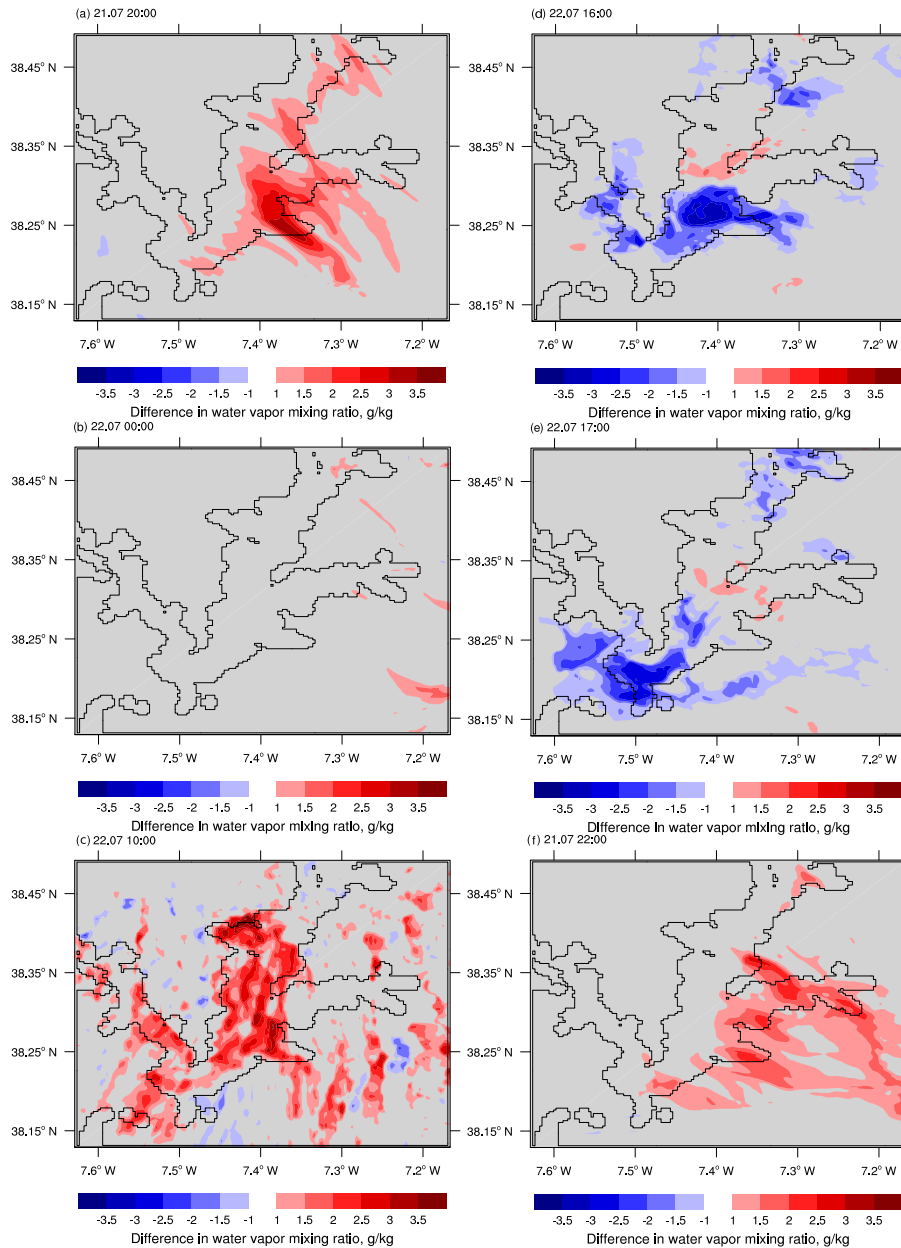 (a) 21.07 20:00
38.45° N
38.35° N
38.25° N
38.15° N
7.6° W 7.5° W 7.4° W 7.3° W 7.2° W
-3.5 -3 -2.5 -2 -1.5 -1 1 1.5 2 2.5 3 3.5
Difference in water vapor mixing ratio, g/kg
(b) 22.07 00:00
38.45° N
38.35° N
38.25° N
38.15° N
7.6° W 7.5° W 7.4° W 7.3° W 7.2° W
-3.5 -3 -2.5 -2 -1.5 -1 1 1.5 2 2.5 3 3.5
Difference in water vapor mixing ratio, g/kg
(c) 22.07 10:00
38.45° N
38.35° N
38.25° N
38.15° N
7.6° W 7.5° W 7.4° W 7.3° W 7.2° W
-3.5 -3 -2.5 -2 -1.5 -1 1 1.5 2 2.5 3 3.5
Difference in water vapor mixing ratio, g/kg
(d) 22.07 16:00
38.45° N
38.35° N
38.25° N
38.15° N
7.6° W 7.5° W 7.4° W 7.3° W 7.2° W
-3.5 -3 -2.5 -2 -1.5 -1 1 1.5 2 2.5 3 3.5
Difference in water vapor mixing ratio, g/kg
(e) 22.07 17:00
38.45° N
38.35° N
38.25° N
38.15° N
7.6° W 7.5° W 7.4° W 7.3° W 7.2° W
-3.5 -3 -2.5 -2 -1.5 -1 1 1.5 2 2.5 3 3.5
Difference in water vapor mixing ratio, g/kg
(f) 21.07 22:00
38.45° N
38.35° N
38.25° N
38.15° N
7.6° W 7.5° W 7.4° W 7.3° W 7.2° W
-3.5 -3 -2.5 -2 -1.5 -1 1 1.5 2 2.5 3 3.5
Difference in water vapor mixing ratio, g/kg